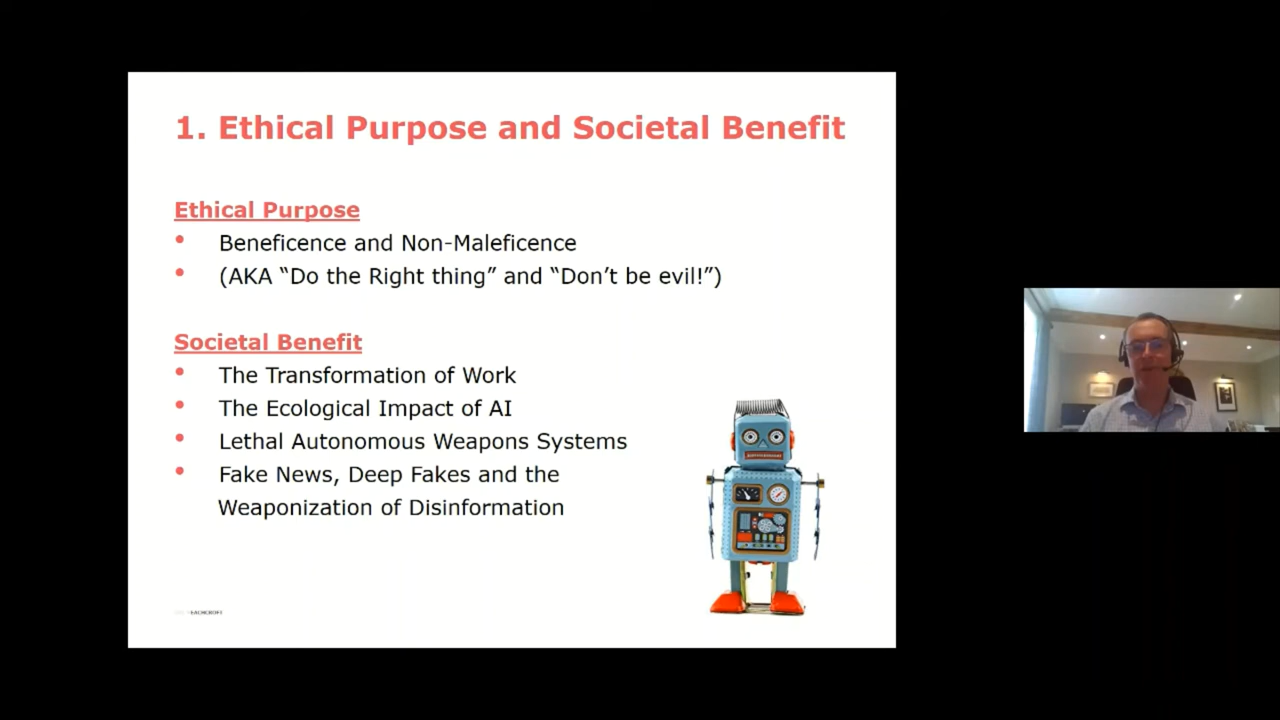 1. Ethical Purpose and Societal Benefit
Ethical Purpose
• Beneficence and Non-Maleficence
• (AKA “Do the Right thing” and “Don’t be evil!”)
Societal Benefit
• The Transformation of Work
• The Ecological Impact of AI
• Lethal Autonomous Weapons Systems
• Fake News, Deep Fakes and the
Weaponization of Disinformation